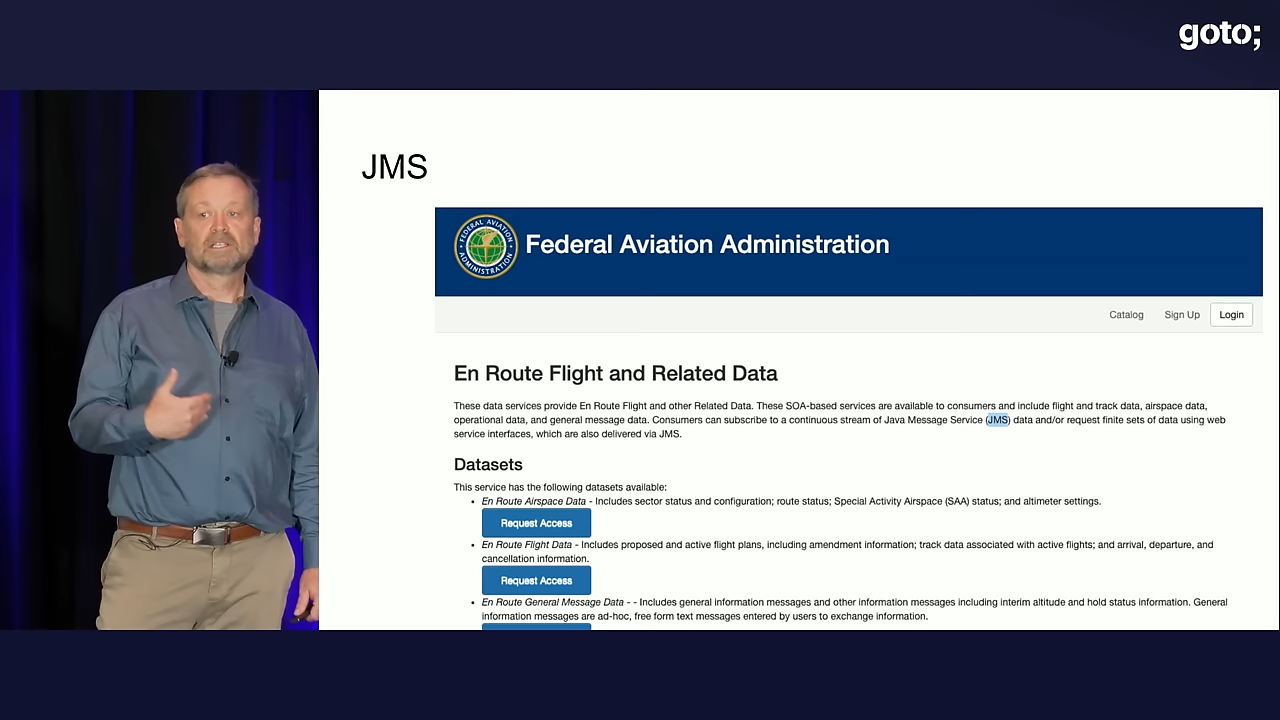 goto;
JMS
FEDERAL AVIATION
ADMINISTRATION
Federal Aviation Administration
Catalog
Sign Up
Login
En Route Flight and Related Data
These data services provide En Route Flight and other Related Data. These SOA-based services are available to consumers and include flight and track data, airspace data,
operational data, and general message data. Consumers can subscribe to a continuous stream of Java Message Service (JMS) data and/or request finite sets of data using web
service interfaces, which are also delivered via JMS.
Datasets
This service has the following datasets available:
• En Route Airspace Data - Includes sector status and configuration; route status; Special Activity Airspace (SAA) status; and altimeter settings.
Request Access
• En Route Flight Data - Includes proposed and active flight plans, including amendment information; track data associated with active flights; and arrival, departure, and
cancellation information.
Request Access
• En Route General Message Data - - Includes general information messages and other information messages including interim altitude and hold status information. General
information messages are ad-hoc, free form text messages entered by users to exchange information.